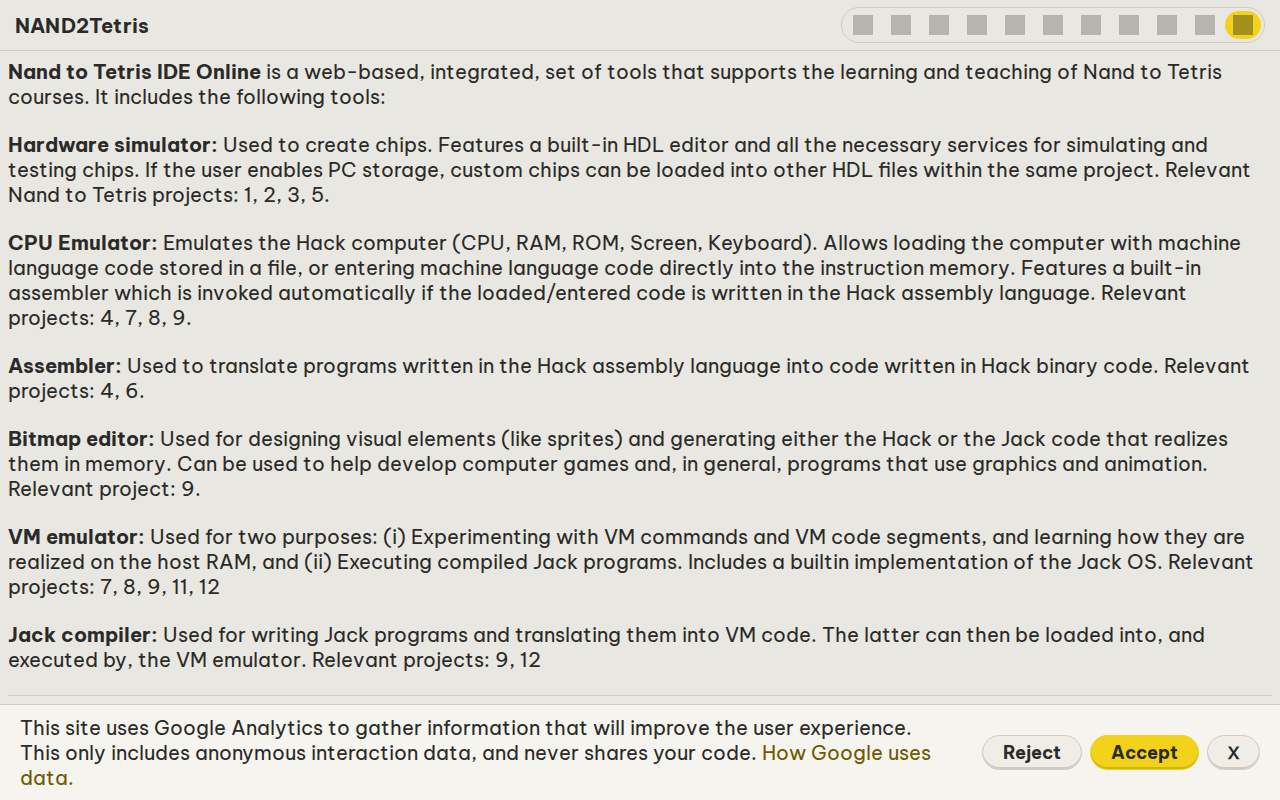 NAND2Tetris
Nand to Tetris IDE Online is a web-based, integrated, set of tools that supports the learning and teaching of Nand to Tetris
courses. It includes the following tools:
Hardware simulator: Used to create chips. Features a built-in HDL editor and all the necessary services for simulating and
testing chips. If the user enables PC storage, custom chips can be loaded into other HDL files within the same project. Relevant
Nand to Tetris projects: 1, 2, 3, 5.
CPU Emulator: Emulates the Hack computer (CPU, RAM, ROM, Screen, Keyboard). Allows loading the computer with machine
language code stored in a file, or entering machine language code directly into the instruction memory. Features a built-in
assembler which is invoked automatically if the loaded/entered code is written in the Hack assembly language. Relevant
projects: 4, 7, 8, 9.
Assembler: Used to translate programs written in the Hack assembly language into code written in Hack binary code. Relevant
projects: 4, 6.
Bitmap editor: Used for designing visual elements (like sprites) and generating either the Hack or the Jack code that realizes
them in memory. Can be used to help develop computer games and, in general, programs that use graphics and animation.
Relevant project: 9.
VM emulator: Used for two purposes: (i) Experimenting with VM commands and VM code segments, and learning how they are
realized on the host RAM, and (ii) Executing compiled Jack programs. Includes a builtin implementation of the Jack OS. Relevant
projects: 7, 8, 9, 11, 12
Jack compiler: Used for writing Jack programs and translating them into VM code. The latter can then be loaded into, and
executed by, the VM emulator. Relevant projects: 9, 12
This site uses Google Analytics to gather information that will improve the user experience.
This only includes anonymous interaction data, and never shares your code. How Google uses
data.
Reject Accept X